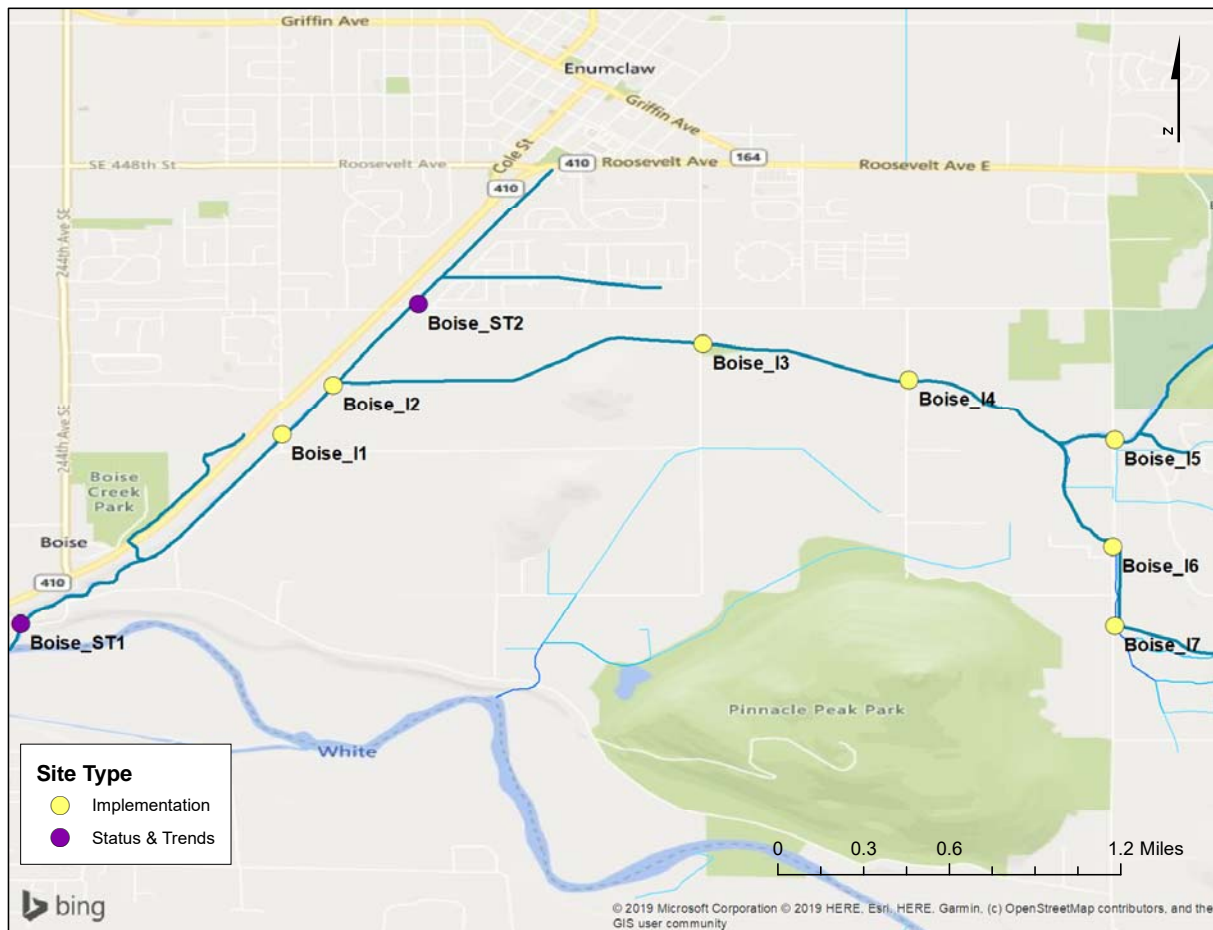 Griffin Ave
Enumclaw
Griffin Ave
Cole St
SE 448th St
Roosevelt Ave
410
Roosevelt Ave
164
Roosevelt Ave E
410
N
244th Ave SE
Boise_ST2
Boise_I3
Boise_I4
Boise_I2
Boise_I1
Boise_I5
244th Ave SE
Boise
Creek
Park
Boise
410
Boise_I6
Boise_ST1
Boise_I7
Pinnacle Peak Park
White
Site Type
Implementation
Status & Trends
0 0.3 0.6 1.2 Miles
bing
© 2019 Microsoft Corporation © 2019 HERE, Esri, HERE, Garmin, (c) OpenStreetMap contributors, and the
GIS user community